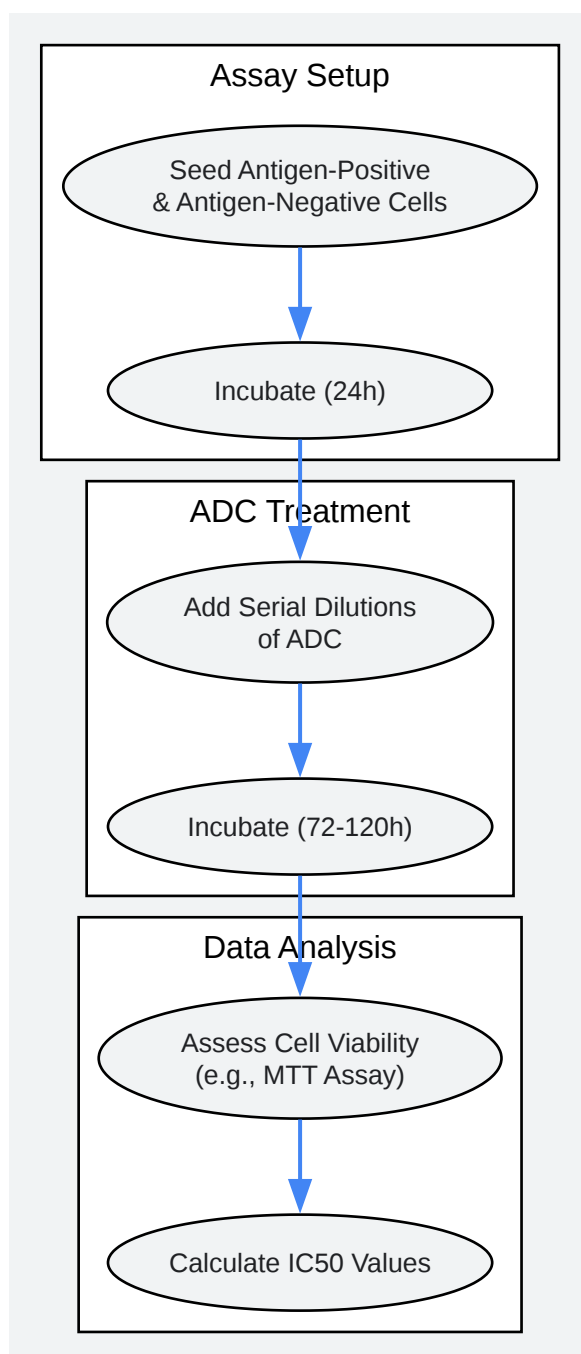 Assay Setup
Seed Antigen-Positive
& Antigen-Negative Cells
Incubate (24h)
ADC Treatment
Add Serial Dilutions
of ADC
Incubate (72-120h)
Data Analysis
Assess Cell Viability
(e.g., MTT Assay)
Calculate IC50 Values